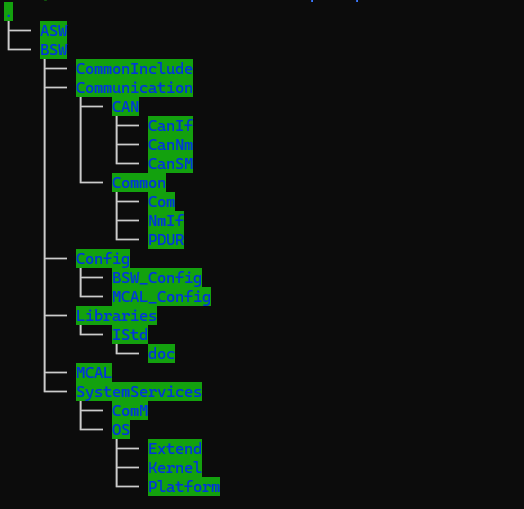 .
├── ASW
└── BSW
    ├── CommonInclude
    ├── Communication
    │   ├── CAN
    │   │   ├── CanIf
    │   │   ├── CanNm
    │   │   └── CanSM
    │   └── Common
    │       ├── Com
    │       ├── NmIf
    │       └── PDUR
    ├── Config
    │   ├── BSW_Config
    │   └── MCAL_Config
    ├── Libraries
    │   └── IStd
    │       └── doc
    ├── MCAL
    └── SystemServices
        ├── ComM
        └── OS
            ├── Extend
            ├── Kernel
            └── Platform